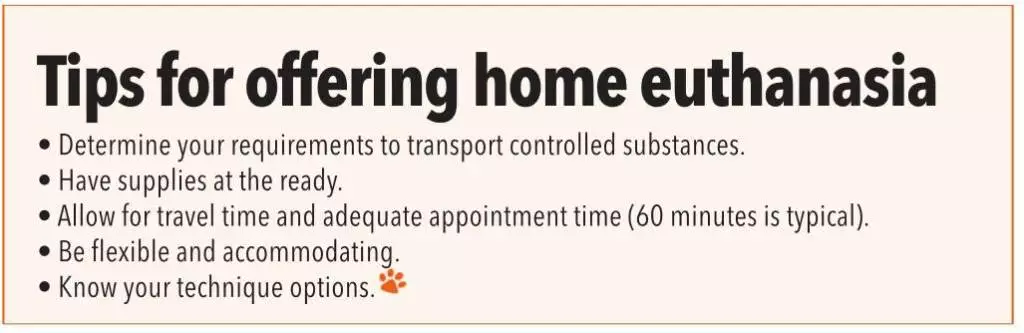 Tips for offering home euthanasia
• Determine your requirements to transport controlled substances.
• Have supplies at the ready.
• Allow for travel time and adequate appointment time (60 minutes is typical).
• Be flexible and accommodating.
• Know your technique options.